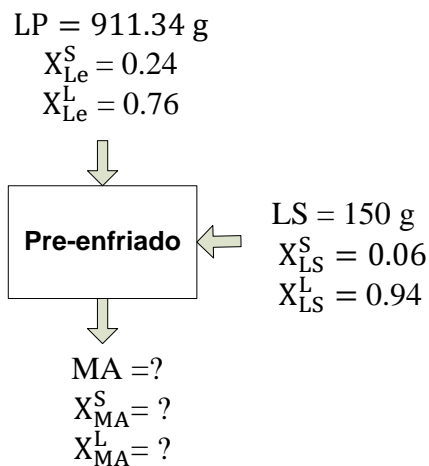 LP = 911.34 g
X^S_Le = 0.24
X^L_Le = 0.76
Pre-enfriado
LS = 150 g
X^S_LS = 0.06
X^L_LS = 0.94
MA =?
X^S_MA= ?
X^L_MA= ?